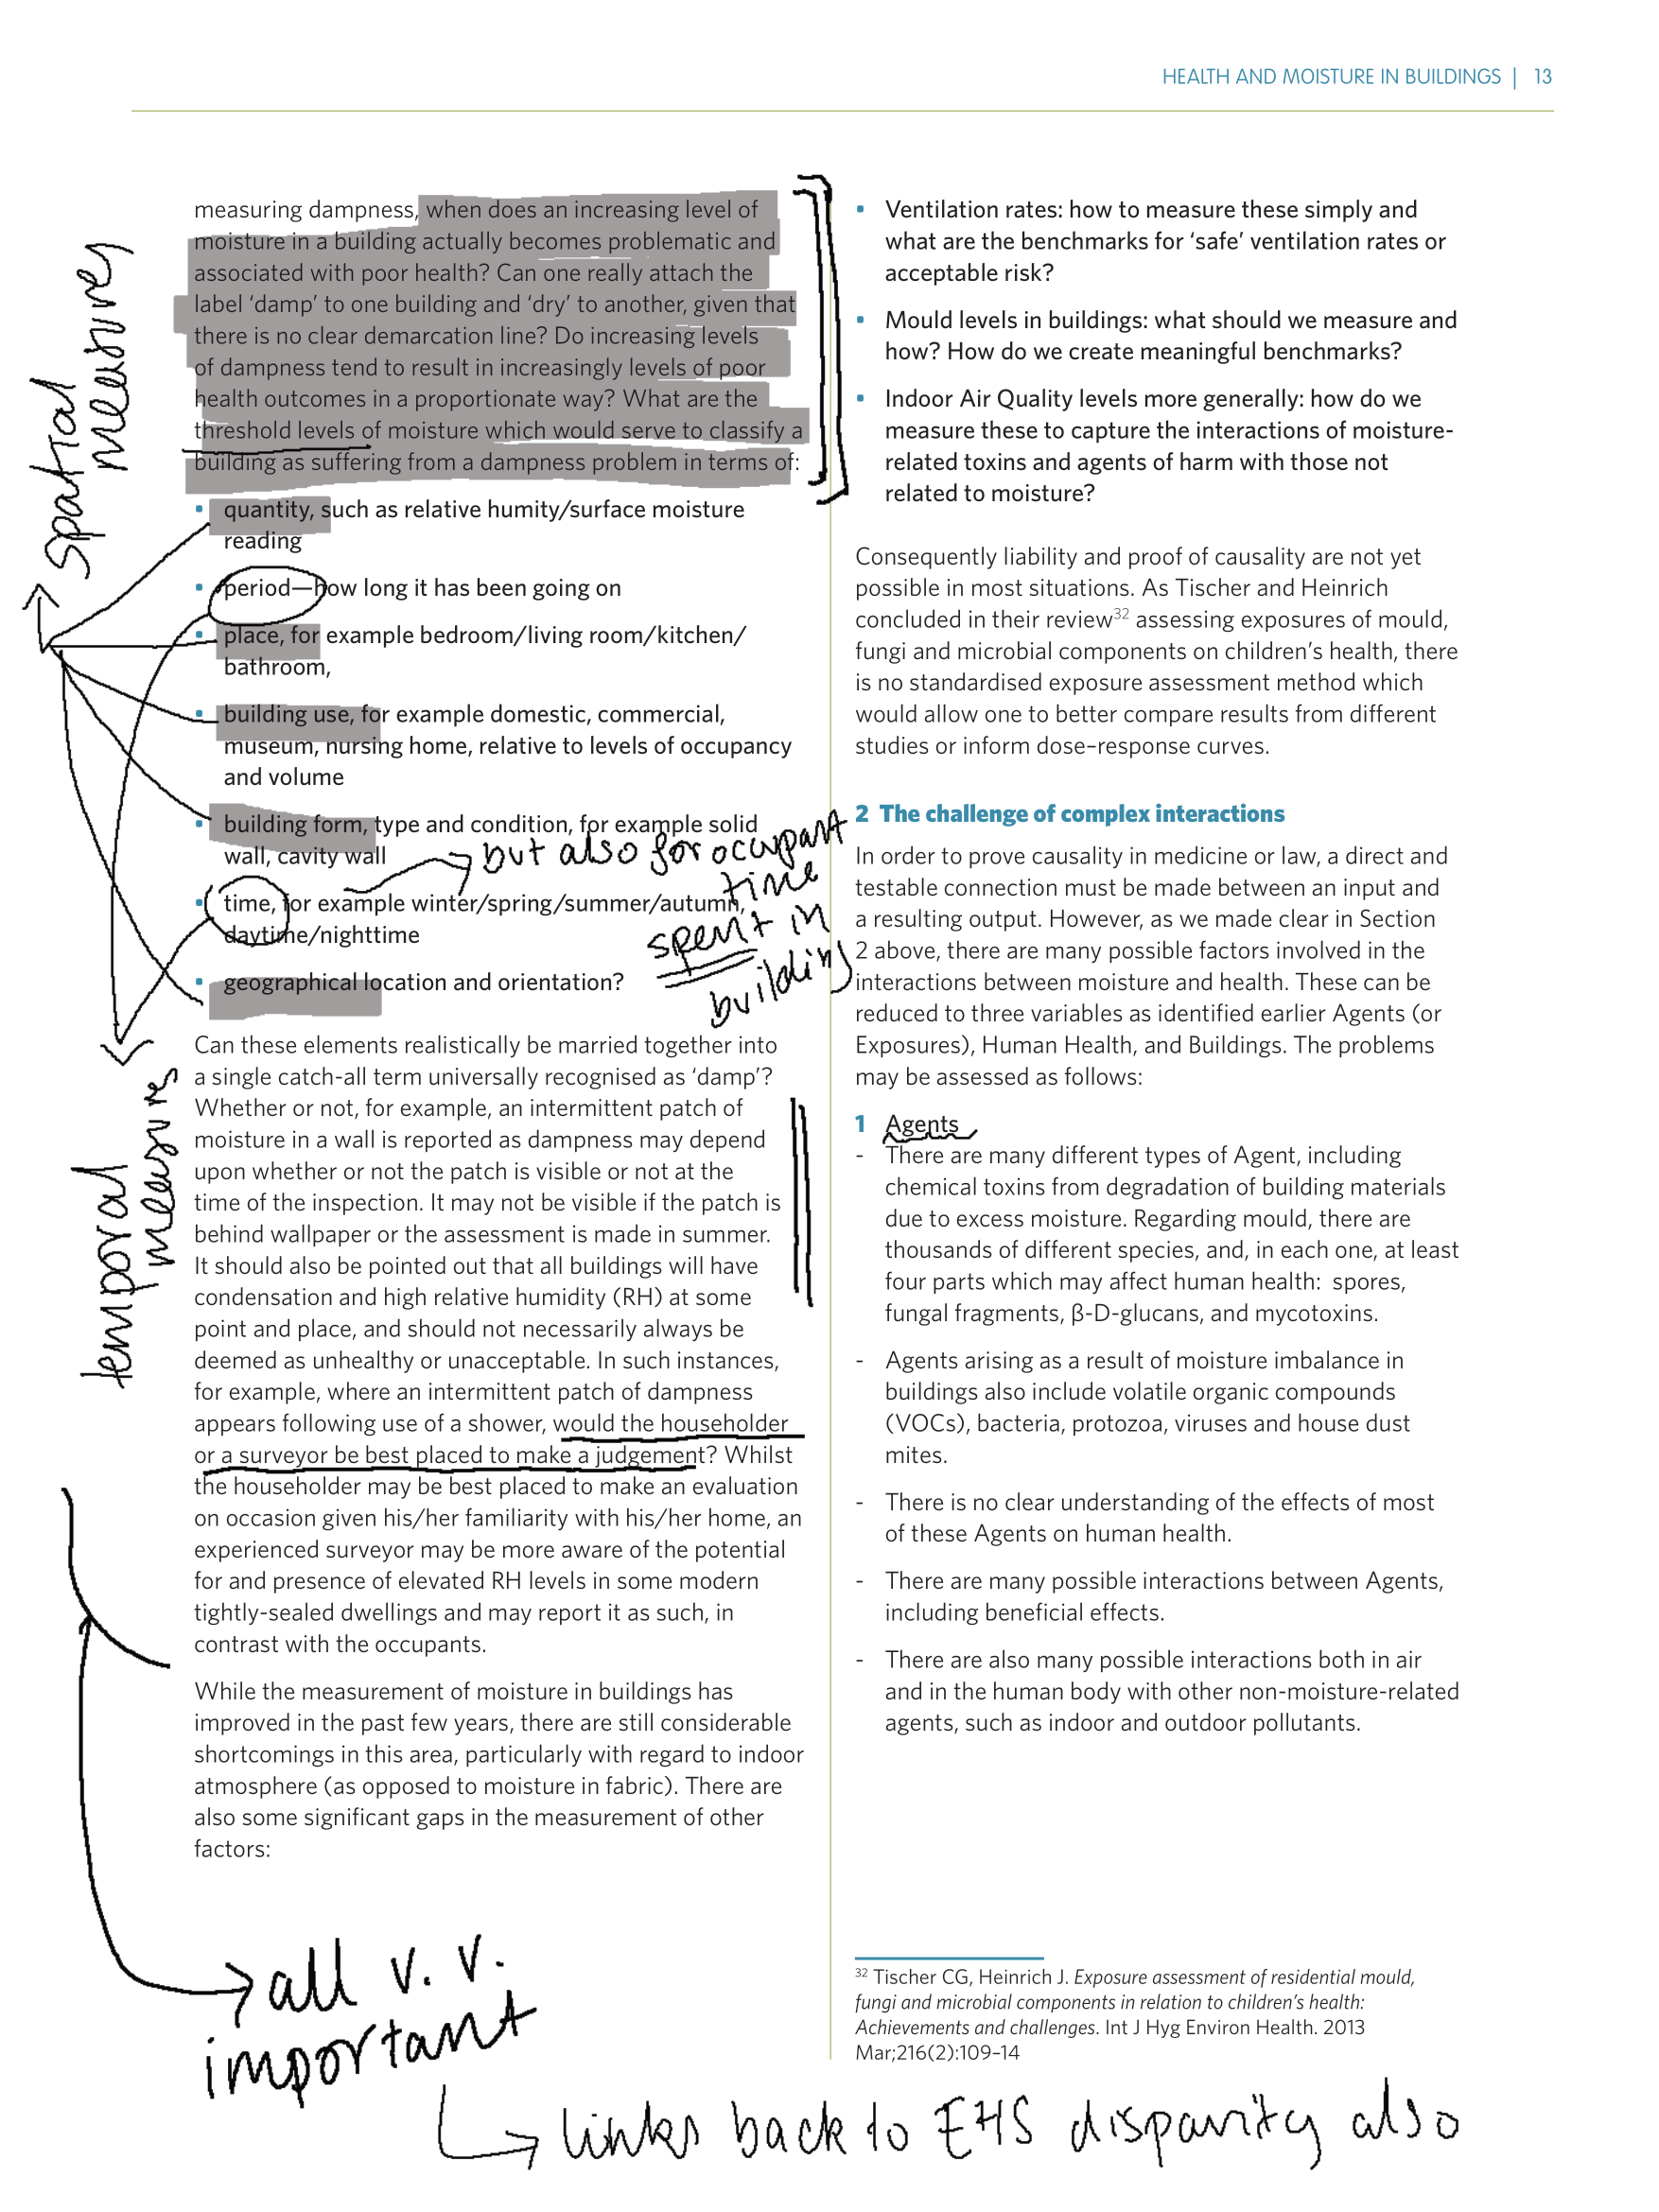 HEALTH AND MOISTURE IN BUILDINGS | 13
measuring dampness, when does an increasing level of
moisture in a building actually becomes problematic and
associated with poor health? Can one really attach the
label ‘damp’ to one building and ‘dry’ to another, given that
there is no clear demarcation line? Do increasing levels
of dampness tend to result in increasingly levels of poor
health outcomes in a proportionate way? What are the
threshold levels of moisture which would serve to classify a
building as suffering from a dampness problem in terms of:
• quantity, such as relative humity/surface moisture
reading
• period—how long it has been going on
• place, for example bedroom/living room/kitchen/
bathroom,
• building use, for example domestic, commercial,
museum, nursing home, relative to levels of occupancy
and volume
• building form, type and condition, for example solid
wall, cavity wall
• time, for example winter/spring/summer/autumn,
daytime/nighttime
• geographical location and orientation?
spatial
measures
but also for occupant
time
spent in
building
temporal
measures
Can these elements realistically be married together into
a single catch-all term universally recognised as ‘damp’?
Whether or not, for example, an intermittent patch of
moisture in a wall is reported as dampness may depend
upon whether or not the patch is visible or not at the
time of the inspection. It may not be visible if the patch is
behind wallpaper or the assessment is made in summer.
It should also be pointed out that all buildings will have
condensation and high relative humidity (RH) at some
point and place, and should not necessarily always be
deemed as unhealthy or unacceptable. In such instances,
for example, where an intermittent patch of dampness
appears following use of a shower, would the householder
or a surveyor be best placed to make a judgement? Whilst
the householder may be best placed to make an evaluation
on occasion given his/her familiarity with his/her home, an
experienced surveyor may be more aware of the potential
for and presence of elevated RH levels in some modern
tightly-sealed dwellings and may report it as such, in
contrast with the occupants.
While the measurement of moisture in buildings has
improved in the past few years, there are still considerable
shortcomings in this area, particularly with regard to indoor
atmosphere (as opposed to moisture in fabric). There are
also some significant gaps in the measurement of other
factors:
all v. v.
important
links back to EHS disparity also
• Ventilation rates: how to measure these simply and
what are the benchmarks for ‘safe’ ventilation rates or
acceptable risk?
• Mould levels in buildings: what should we measure and
how? How do we create meaningful benchmarks?
• Indoor Air Quality levels more generally: how do we
measure these to capture the interactions of moisture-
related toxins and agents of harm with those not
related to moisture?
Consequently liability and proof of causality are not yet
possible in most situations. As Tischer and Heinrich
concluded in their review32 assessing exposures of mould,
fungi and microbial components on children’s health, there
is no standardised exposure assessment method which
would allow one to better compare results from different
studies or inform dose–response curves.
2 The challenge of complex interactions
In order to prove causality in medicine or law, a direct and
testable connection must be made between an input and
a resulting output. However, as we made clear in Section
2 above, there are many possible factors involved in the
interactions between moisture and health. These can be
reduced to three variables as identified earlier Agents (or
Exposures), Human Health, and Buildings. The problems
may be assessed as follows:
1 Agents
- There are many different types of Agent, including
chemical toxins from degradation of building materials
due to excess moisture. Regarding mould, there are
thousands of different species, and, in each one, at least
four parts which may affect human health: spores,
fungal fragments, β-D-glucans, and mycotoxins.
- Agents arising as a result of moisture imbalance in
buildings also include volatile organic compounds
(VOCs), bacteria, protozoa, viruses and house dust
mites.
- There is no clear understanding of the effects of most
of these Agents on human health.
- There are many possible interactions between Agents,
including beneficial effects.
- There are also many possible interactions both in air
and in the human body with other non-moisture-related
agents, such as indoor and outdoor pollutants.
32 Tischer CG, Heinrich J. Exposure assessment of residential mould,
fungi and microbial components in relation to children’s health:
Achievements and challenges. Int J Hyg Environ Health. 2013
Mar;216(2):109–14